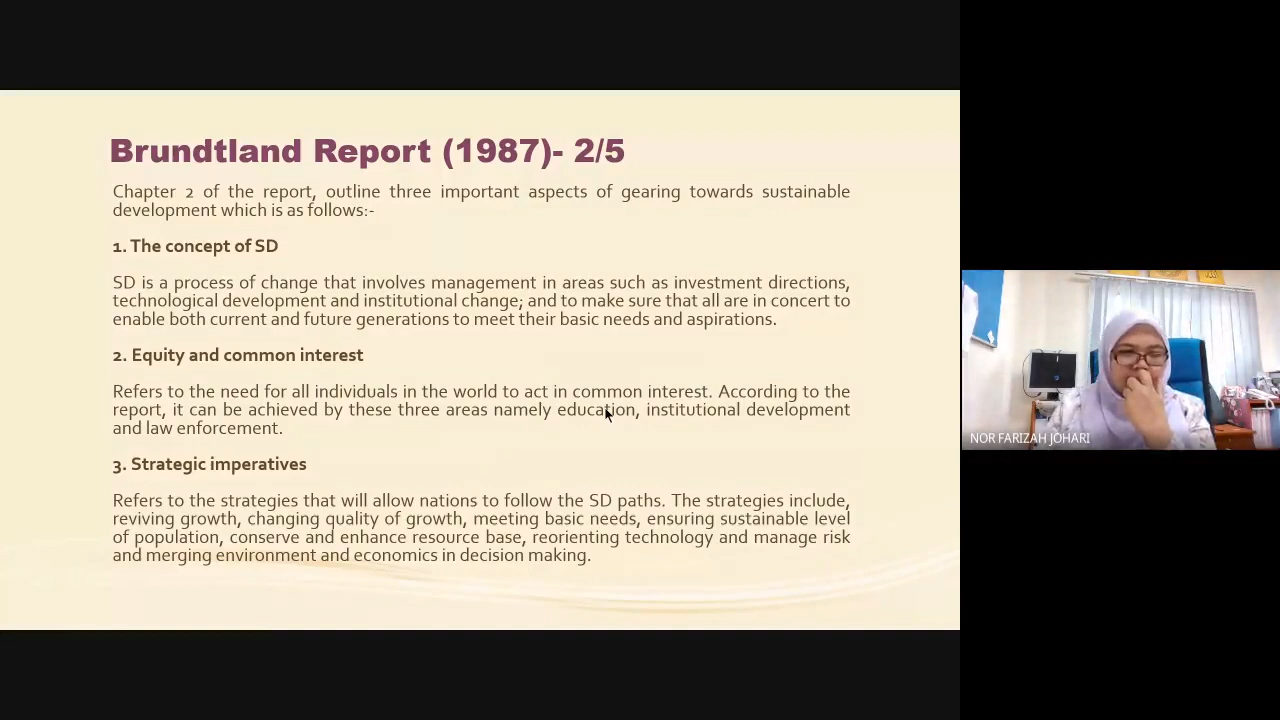 Brundtland Report (1987)- 2/5
Chapter 2 of the report, outline three important aspects of gearing towards sustainable
development which is as follows:-
1. The concept of SD
SD is a process of change that involves management in areas such as investment directions,
technological development and institutional change; and to make sure that all are in concert to
enable both current and future generations to meet their basic needs and aspirations.
2. Equity and common interest
Refers to the need for all individuals in the world to act in common interest. According to the
report, it can be achieved by these three areas namely education, institutional development
and law enforcement.
3. Strategic imperatives
Refers to the strategies that will allow nations to follow the SD paths. The strategies include,
reviving growth, changing quality of growth, meeting basic needs, ensuring sustainable level
of population, conserve and enhance resource base, reorienting technology and manage risk
and merging environment and economics in decision making.
NOR FARIZAH JOHARI